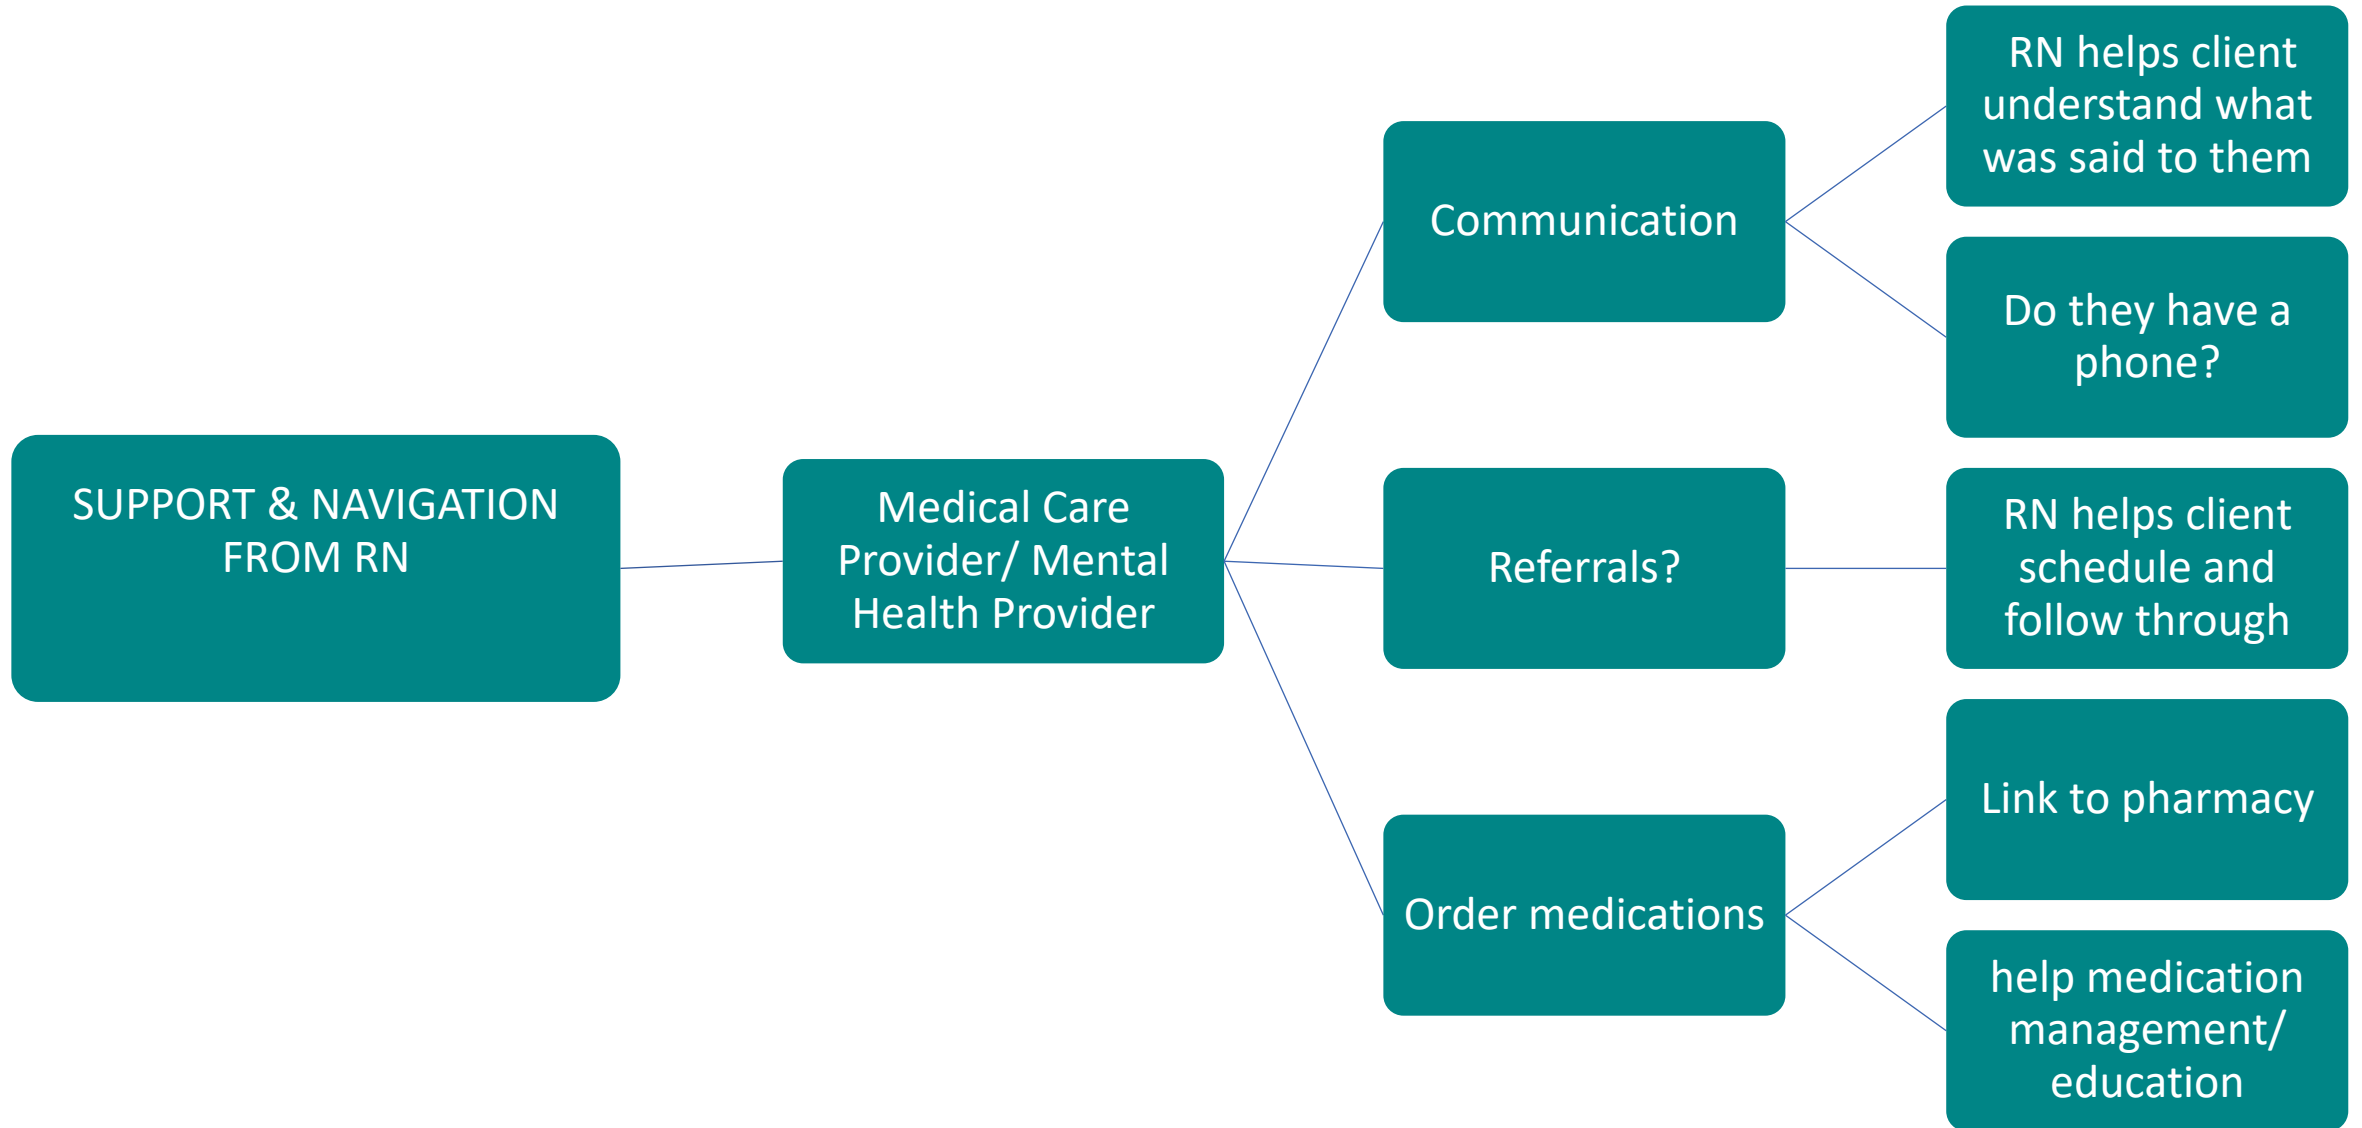 SUPPORT & NAVIGATION
FROM RN
Medical Care
Provider/ Mental
Health Provider
Communication
RN helps client
understand what
was said to them
Do they have a
phone?
Referrals?
RN helps client
schedule and
follow through
Order medications
Link to pharmacy
help medication
management/
education